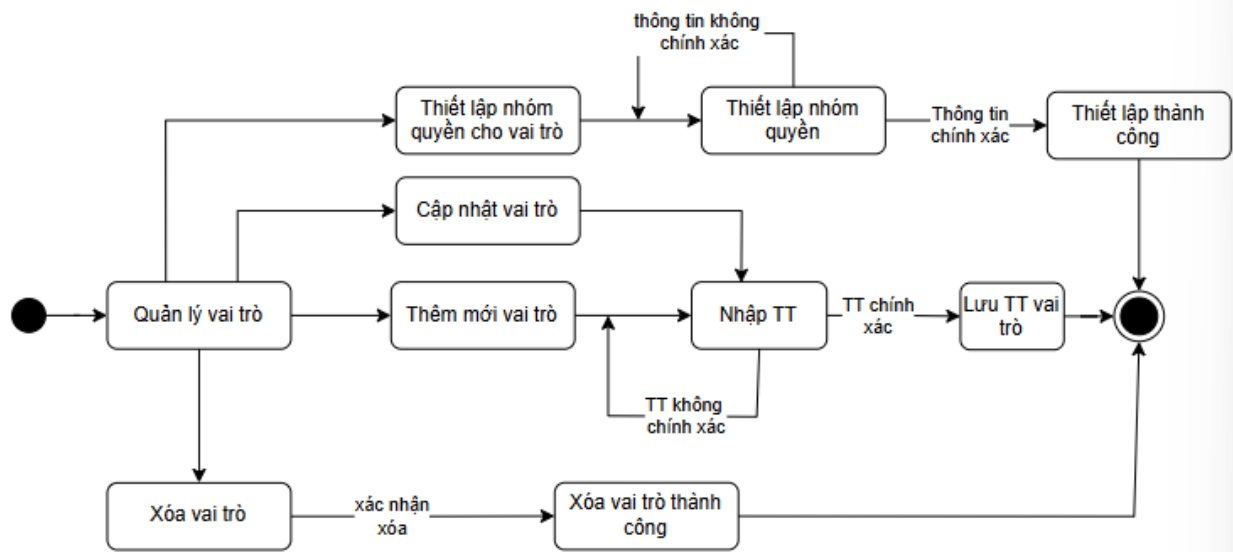 thông tin không
chính xác
Thiết lập nhóm
quyền cho vai trò
Thiết lập nhóm
quyền
Thông tin
chính xác
Thiết lập thành
công
Cập nhật vai trò
Quản lý vai trò
Thêm mới vai trò
Nhập TT
TT chính
xác
Lưu TT vai
trò
TT không
chính xác
Xóa vai trò
xác nhận
xóa
Xóa vai trò thành
công